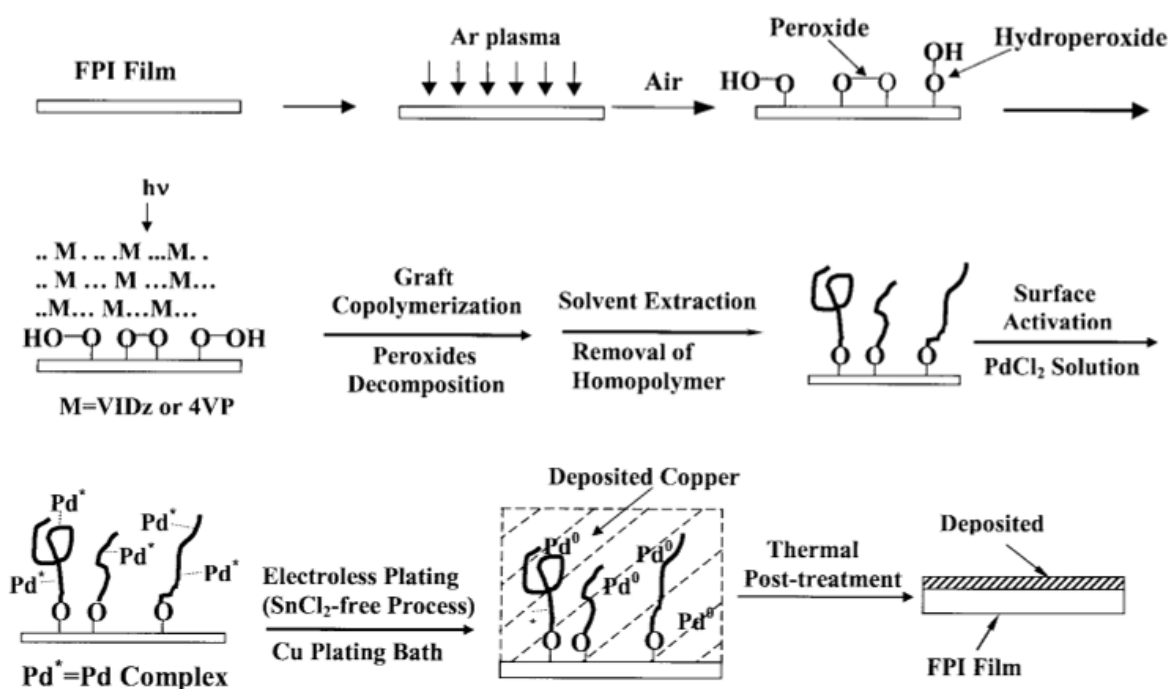 FPI Film
Ar plasma
Air
Peroxide
Hydroperoxide
HO O O O OH O
hν
.. M . .. .M ...M. .
.. M ... M ...M...
..M... M...M...
HO-O O-O O-OH
M=VIDz or 4VP
Graft
Copolymerization
Peroxides
Decomposition
Solvent Extraction
Removal of
Homopolymer
O O O
Surface
Activation
PdCl₂ Solution
Pd* Pd* Pd* Pd* Pd*
O O O
Pd*=Pd Complex
Electroless Plating
(SnCl₂-free Process)
Cu Plating Bath
Deposited Copper
Pd⁰ Pd⁰ Pd⁰ Pd⁰
O O O
Thermal
Post-treatment
Deposited
FPI Film